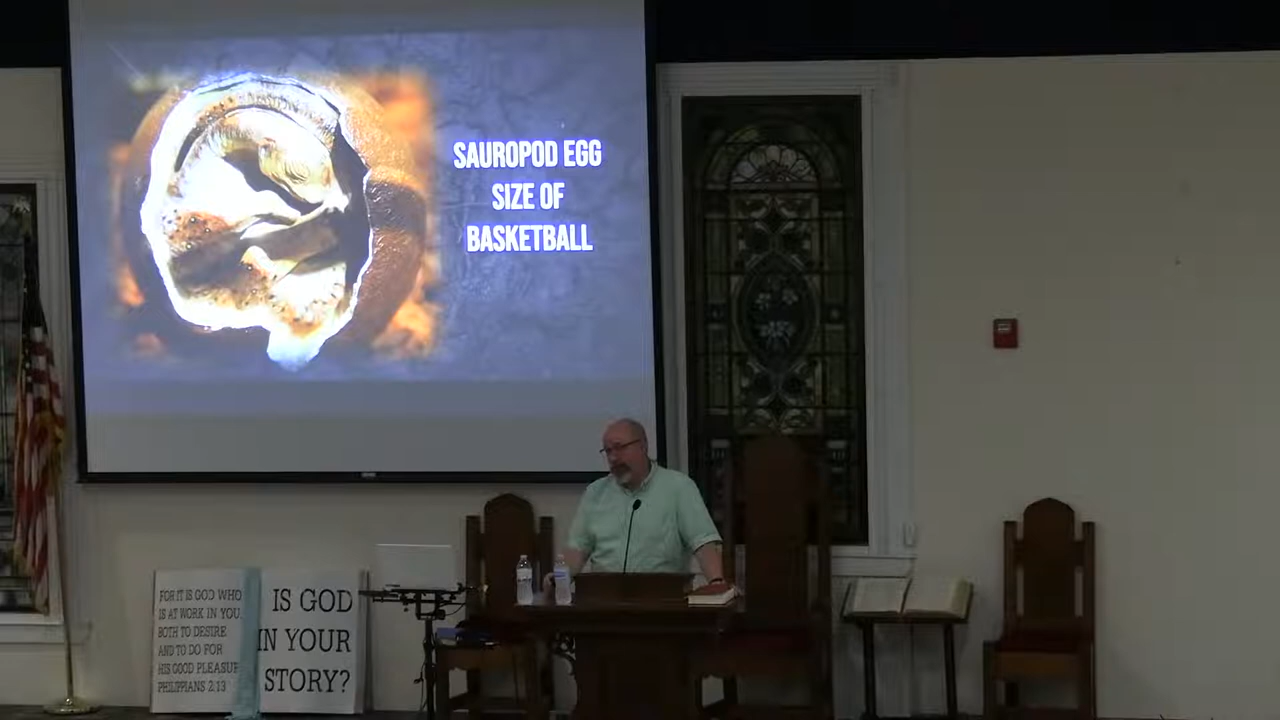 SAUROPOD EGG
SIZE OF
BASKETBALL
FOR IT IS GOD WHO
IS AT WORK IN YOU,
BOTH TO DESIRE
AND TO DO FOR
HIS GOOD PLEASURE
PHILIPPIANS 2:13
IS GOD
IN YOUR
STORY?